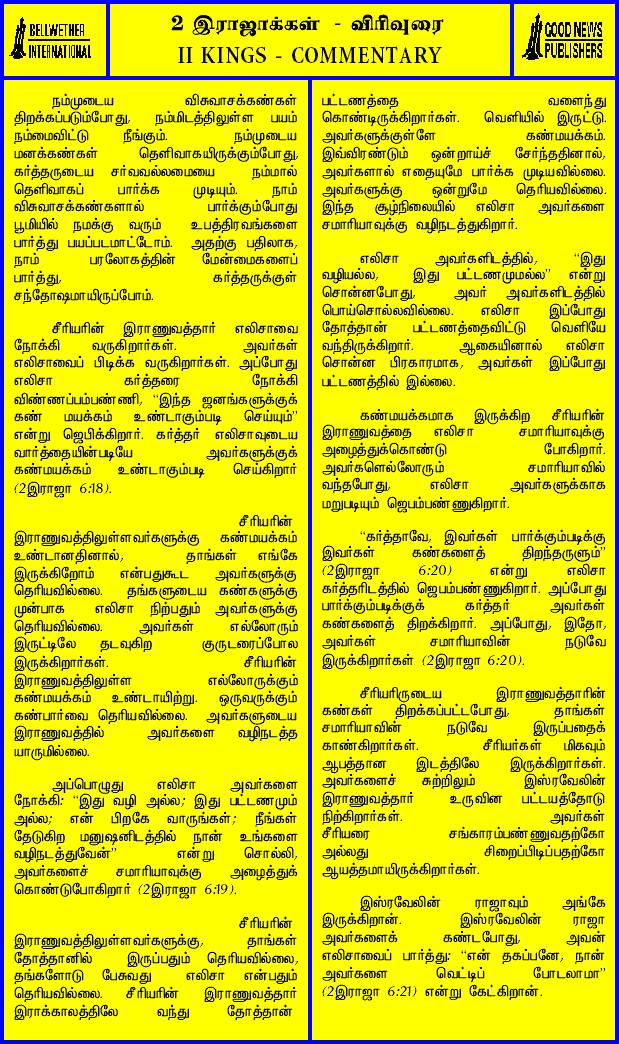 BELLWETHER
INTERNATIONAL
2 இராஜாக்கள் - விரிவுரை
II KINGS - COMMENTARY
GOOD NEWS
PUBLISHERS
நம்முடைய விசுவாசக்கண்கள்
திறக்கப்படும்போது, நம்மிடத்திலுள்ள பயம்
நம்மைவிட்டு நீங்கும். நம்முடைய
மனக்கண்கள் தெளிவாகயிருக்கும்போது,
கர்த்தருடைய சர்வவல்லமையை நம்மால்
தெளிவாகப் பார்க்க முடியும். நாம்
விசுவாசக்கண்களால் பார்க்கும்போது
பூமியில் நமக்கு வரும் உபத்திரவங்களை
பார்த்து பயப்படமாட்டோம். அதற்கு பதிலாக,
நாம் பரலோகத்தின் மேன்மைகளைப்
பார்த்து, கர்த்தருக்குள்
சந்தோஷமாயிருப்போம்.
சீரியரின் இராணுவத்தார் எலிசாவை
நோக்கி வருகிறார்கள். அவர்கள்
எலிசாவைப் பிடிக்க வருகிறார்கள். அப்போது
எலிசா கர்த்தரை நோக்கி
விண்ணப்பம்பண்ணி, “இந்த ஜனங்களுக்குக்
கண் மயக்கம் உண்டாகும்படி செய்யும்”
என்று ஜெபிக்கிறார். கர்த்தர் எலிசாவுடைய
வார்த்தையின்படியே அவர்களுக்குக்
கண்மயக்கம் உண்டாகும்படி செய்கிறார்
(2இராஜா 6:18).
சீரியரின்
இராணுவத்திலுள்ளவர்களுக்கு கண்மயக்கம்
உண்டானதினால், தாங்கள் எங்கே
இருக்கிறோம் என்பதுகூட அவர்களுக்கு
தெரியவில்லை. தங்களுடைய கண்களுக்கு
முன்பாக எலிசா நிற்பதும் அவர்களுக்கு
தெரியவில்லை. அவர்கள் எல்லோரும்
இருட்டிலே தடவுகிற குருடரைப்போல
இருக்கிறார்கள். சீரியரின்
இராணுவத்திலுள்ள எல்லோருக்கும்
கண்மயக்கம் உண்டாயிற்று. ஒருவருக்கும்
கண்பார்வை தெரியவில்லை. அவர்களுடைய
இராணுவத்தில் அவர்களை வழிநடத்த
யாருமில்லை.
அப்பொழுது எலிசா அவர்களை
நோக்கி: “இது வழி அல்ல; இது பட்டணமும்
அல்ல; என் பிறகே வாருங்கள்; நீங்கள்
தேடுகிற மனுஷனிடத்தில் நான் உங்களை
வழிநடத்துவேன்” என்று சொல்லி,
அவர்களைச் சமாரியாவுக்கு அழைத்துக்
கொண்டுபோகிறார் (2இராஜா 6:19).
சீரியரின்
இராணுவத்திலுள்ளவர்களுக்கு, தாங்கள்
தோத்தானில் இருப்பதும் தெரியவில்லை,
தங்களோடு பேசுவது எலிசா என்பதும்
தெரியவில்லை. சீரியரின் இராணுவத்தார்
இராக்காலத்திலே வந்து தோத்தான்
பட்டணத்தை வளைந்து
கொண்டிருக்கிறார்கள். வெளியில் இருட்டு.
அவர்களுக்குள்ளே கண்மயக்கம்.
இவ்விரண்டும் ஒன்றாய்ச் சேர்ந்ததினால்,
அவர்களால் எதையுமே பார்க்க முடியவில்லை.
அவர்களுக்கு ஒன்றுமே தெரியவில்லை.
இந்த சூழ்நிலையில் எலிசா அவர்களை
சமாரியாவுக்கு வழிநடத்துகிறார்.
எலிசா அவர்களிடத்தில், “இது
வழியல்ல, இது பட்டணமுமல்ல” என்று
சொன்னபோது, அவர் அவர்களிடத்தில்
பொய்சொல்லவில்லை. எலிசா இப்போது
தோத்தான் பட்டணத்தைவிட்டு வெளியே
வந்திருக்கிறார். ஆகையினால் எலிசா
சொன்ன பிரகாரமாக, அவர்கள் இப்போது
பட்டணத்தில் இல்லை.
கண்மயக்கமாக இருக்கிற சீரியரின்
இராணுவத்தை எலிசா சமாரியாவுக்கு
அழைத்துக்கொண்டு போகிறார்.
அவர்களெல்லோரும் சமாரியாவில்
வந்தபோது, எலிசா அவர்களுக்காக
மறுபடியும் ஜெபம்பண்ணுகிறார்.
“கர்த்தாவே, இவர்கள் பார்க்கும்படிக்கு
இவர்கள் கண்களைத் திறந்தருளும்”
(2இராஜா 6:20) என்று எலிசா
கர்த்தரிடத்தில் ஜெபம்பண்ணுகிறார். அப்போது
பார்க்கும்படிக்குக் கர்த்தர் அவர்கள்
கண்களைத் திறக்கிறார். அப்போது, இதோ,
அவர்கள் சமாரியாவின் நடுவே
இருக்கிறார்கள் (2இராஜா 6:20).
சீரியரிருடைய இராணுவத்தாரின்
கண்கள் திறக்கப்பட்டபோது, தாங்கள்
சமாரியாவின் நடுவே இருப்பதைக்
காண்கிறார்கள். சீரியர்கள் மிகவும்
ஆபத்தான இடத்திலே இருக்கிறார்கள்.
அவர்களைச் சுற்றிலும் இஸ்ரவேலின்
இராணுவத்தார் உருவின பட்டயத்தோடு
நிற்கிறார்கள். அவர்கள்
சீரியரை சங்காரம்பண்ணுவதற்கோ
அல்லது சிறைப்பிடிப்பதற்கோ
ஆயத்தமாயிருக்கிறார்கள்.
இஸ்ரவேலின் ராஜாவும் அங்கே
இருக்கிறான். இஸ்ரவேலின் ராஜா
அவர்களைக் கண்டபோது, அவன்
எலிசாவைப் பார்த்து: “என் தகப்பனே, நான்
அவர்களை வெட்டிப் போடலாமா”
(2இராஜா 6:21) என்று கேட்கிறான்.